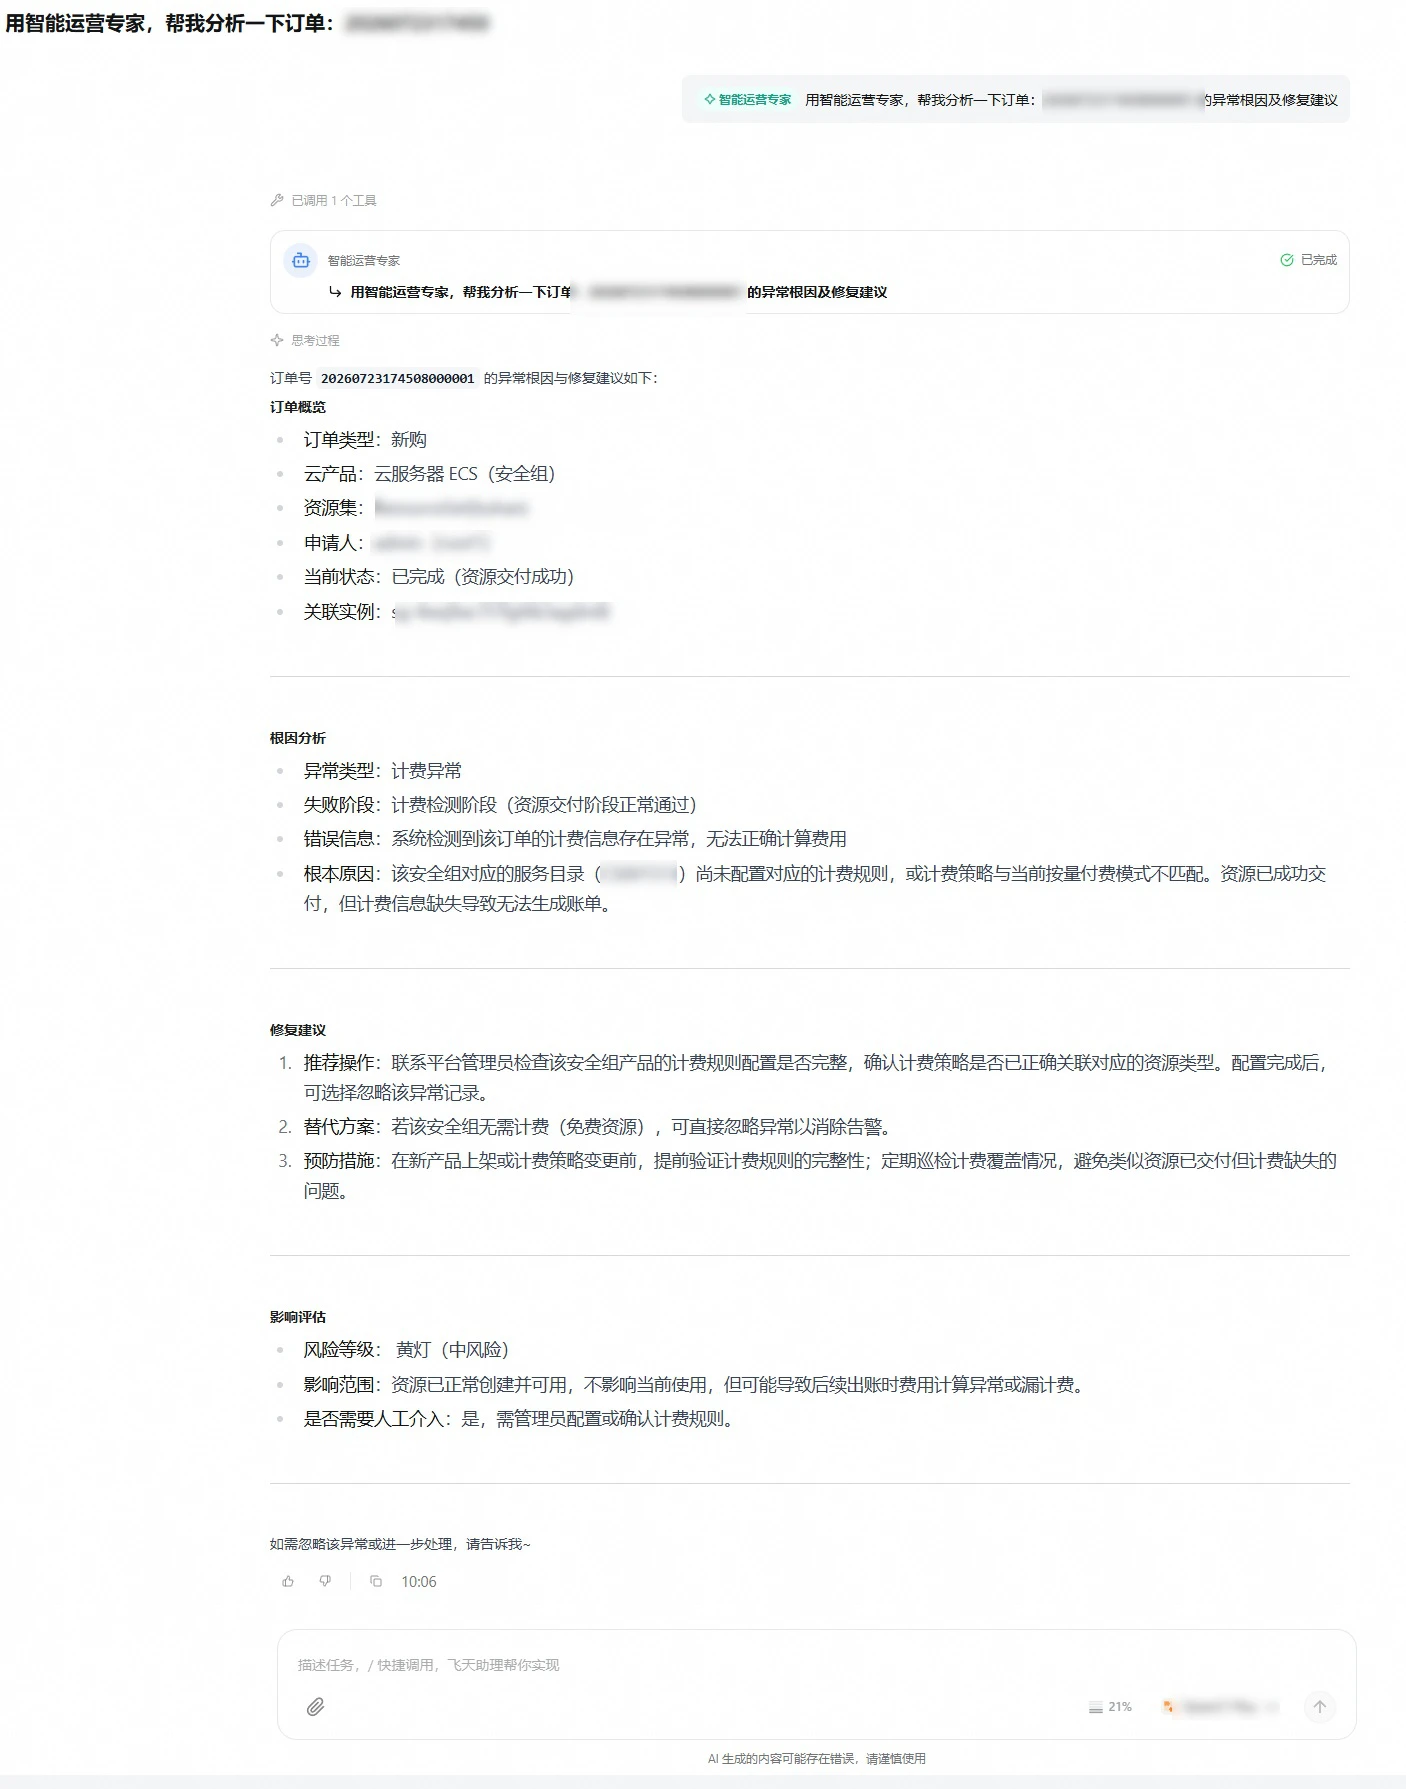 用智能运营专家，帮我分析一下订单：
智能运营专家 用智能运营专家，帮我分析一下订单： 的异常根因及修复建议
已调用 1 个工具
智能运营专家
已完成
用智能运营专家，帮我分析一下订单 的异常根因及修复建议
思考过程
订单号 20260723174508000001 的异常根因与修复建议如下：
订单概览
订单类型：新购
云产品：云服务器 ECS（安全组）
资源集：
申请人：
当前状态：已完成（资源交付成功）
关联实例：
根因分析
异常类型：计费异常
失败阶段：计费检测阶段（资源交付阶段正常通过）
错误信息：系统检测到该订单的计费信息存在异常，无法正确计算费用
根本原因：该安全组对应的服务目录（ ）尚未配置对应的计费规则，或计费策略与当前按量付费模式不匹配。资源已成功交
付，但计费信息缺失导致无法生成账单。
修复建议
1. 推荐操作：联系平台管理员检查该安全组产品的计费规则配置是否完整，确认计费策略是否已正确关联对应的资源类型。配置完成后，
可选择忽略该异常记录。
2. 替代方案：若该安全组无需计费（免费资源），可直接忽略异常以消除告警。
3. 预防措施：在新产品上架或计费策略变更前，提前验证计费规则的完整性；定期巡检计费覆盖情况，避免类似资源已交付但计费缺失的
问题。
影响评估
风险等级： 黄灯（中风险）
影响范围：资源已正常创建并可用，不影响当前使用，但可能导致后续出账时费用计算异常或漏计费。
是否需要人工介入：是，需管理员配置或确认计费规则。
如需忽略该异常或进一步处理，请告诉我~
10:06
描述任务，/ 快捷调用，飞天助理帮你实现
21%
AI 生成的内容可能存在错误，请谨慎使用